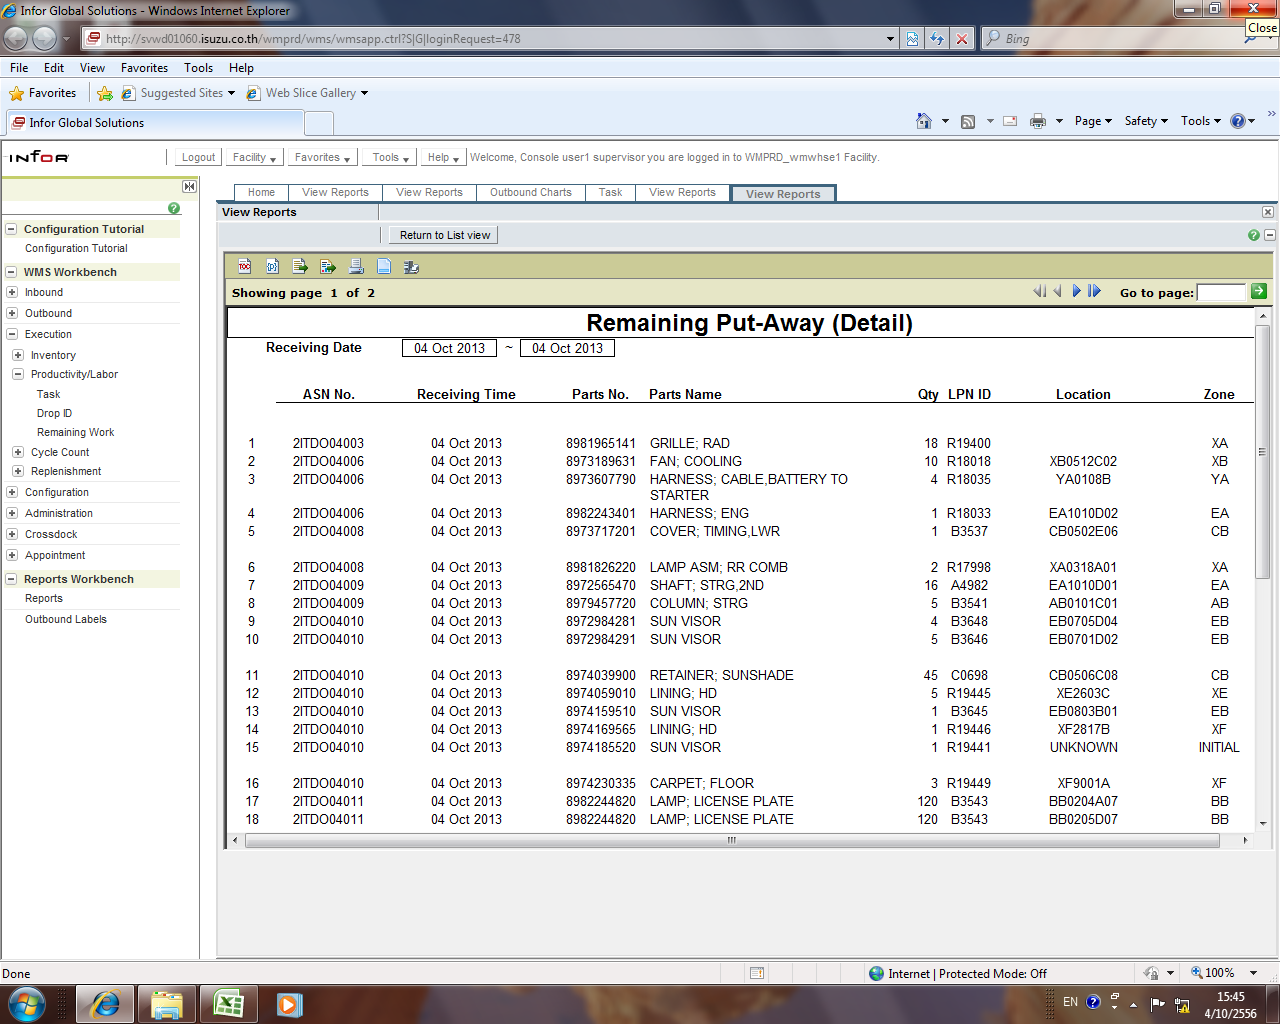 Infor Global Solutions - Windows Internet Explorer
Close
http://svwd01060.isuzu.co.th/wmprd/wms/wmsapp.ctrl?S|G|loginRequest=478
Bing
File Edit View Favorites Tools Help
Favorites Suggested Sites Web Slice Gallery
Infor Global Solutions
Page Safety Tools
infor Logout Facility Favorites Tools Help Welcome, Console user1 supervisor you are logged in to WMPRD_wmwhse1 Facility.
Home View Reports View Reports Outbound Charts Task View Reports View Reports
View Reports
Return to List view
Configuration Tutorial
Configuration Tutorial
WMS Workbench
Inbound
Outbound
Execution
Inventory
Productivity/Labor
Task
Drop ID
Remaining Work
Cycle Count
Replenishment
Configuration
Administration
Crossdock
Appointment
Reports Workbench
Reports
Outbound Labels
TOC
Showing page 1 of 2 Go to page:
Remaining Put-Away (Detail)
Receiving Date 04 Oct 2013 ~ 04 Oct 2013
ASN No. Receiving Time Parts No. Parts Name Qty LPN ID Location Zone
1 2ITDO04003 04 Oct 2013 8981965141 GRILLE; RAD 18 R19400 XA
2 2ITDO04006 04 Oct 2013 8973189631 FAN; COOLING 10 R18018 XB0512C02 XB
3 2ITDO04006 04 Oct 2013 8973607790 HARNESS; CABLE,BATTERY TO 4 R18035 YA0108B YA
STARTER
4 2ITDO04006 04 Oct 2013 8982243401 HARNESS; ENG 1 R18033 EA1010D02 EA
5 2ITDO04008 04 Oct 2013 8973717201 COVER; TIMING,LWR 1 B3537 CB0502E06 CB
6 2ITDO04008 04 Oct 2013 8981826220 LAMP ASM; RR COMB 2 R17998 XA0318A01 XA
7 2ITDO04009 04 Oct 2013 8972565470 SHAFT; STRG,2ND 16 A4982 EA1010D01 EA
8 2ITDO04009 04 Oct 2013 8979457720 COLUMN; STRG 5 B3541 AB0101C01 AB
9 2ITDO04010 04 Oct 2013 8972984281 SUN VISOR 4 B3648 EB0705D04 EB
10 2ITDO04010 04 Oct 2013 8972984291 SUN VISOR 5 B3646 EB0701D02 EB
11 2ITDO04010 04 Oct 2013 8974039900 RETAINER; SUNSHADE 45 C0698 CB0506C08 CB
12 2ITDO04010 04 Oct 2013 8974059010 LINING; HD 5 R19445 XE2603C XE
13 2ITDO04010 04 Oct 2013 8974159510 SUN VISOR 1 B3645 EB0803B01 EB
14 2ITDO04010 04 Oct 2013 8974169565 LINING; HD 1 R19446 XF2817B XF
15 2ITDO04010 04 Oct 2013 8974185520 SUN VISOR 1 R19441 UNKNOWN INITIAL
16 2ITDO04010 04 Oct 2013 8974230335 CARPET; FLOOR 3 R19449 XF9001A XF
17 2ITDO04011 04 Oct 2013 8982244820 LAMP; LICENSE PLATE 120 B3543 BB0204A07 BB
18 2ITDO04011 04 Oct 2013 8982244820 LAMP; LICENSE PLATE 120 B3543 BB0205D07 BB
Done Internet | Protected Mode: Off 100%
EN 15:45
4/10/2556